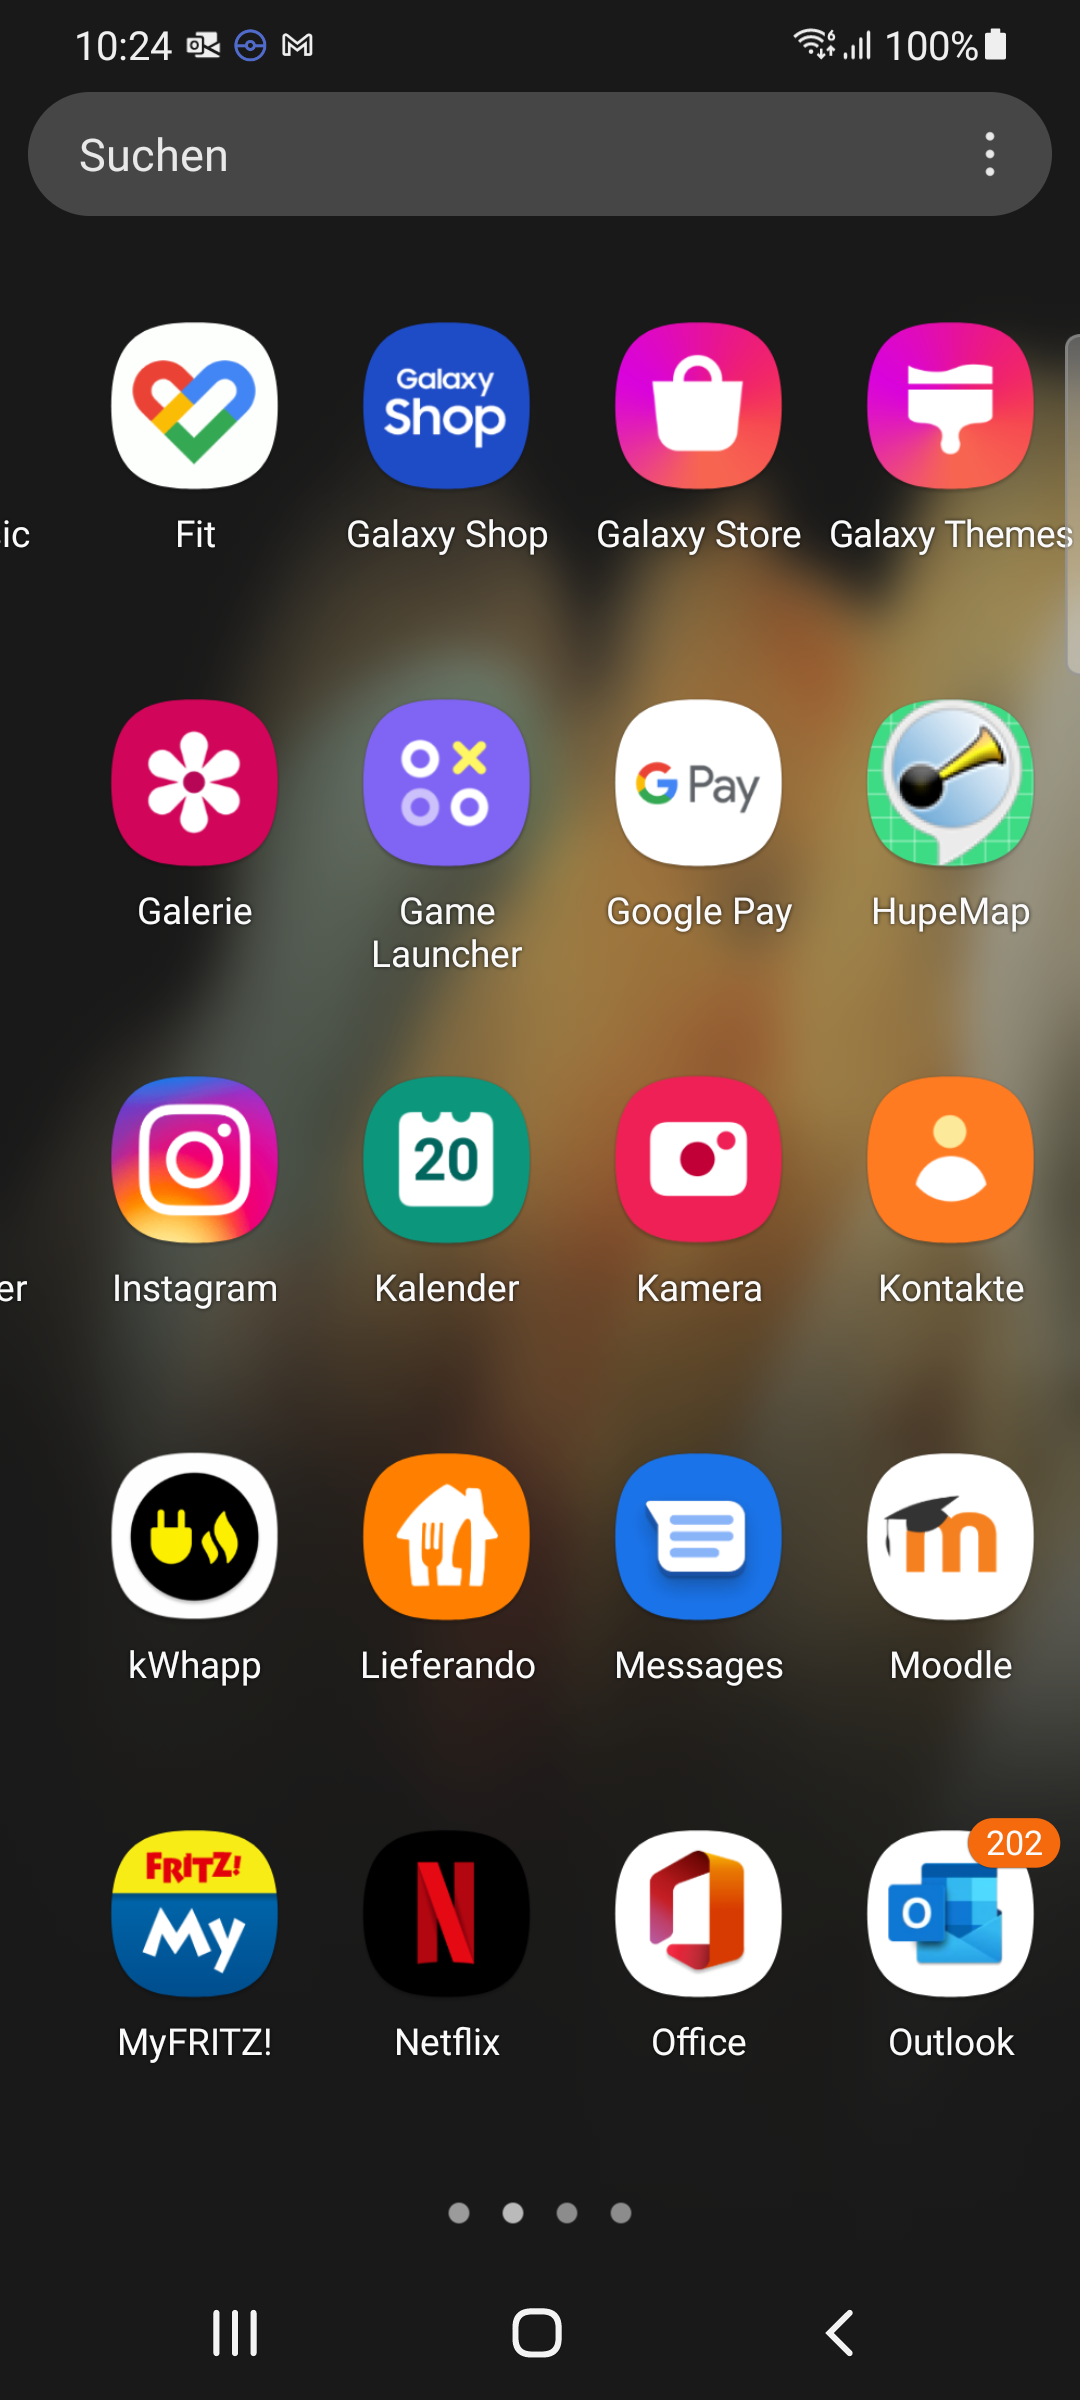 10:24
100%
Suchen
Galaxy
Shop
ic
Fit
Galaxy Shop
Galaxy Store
Galaxy Themes
G Pay
Galerie
Game
Launcher
Google Pay
HupeMap
20
er
Instagram
Kalender
Kamera
Kontakte
m
kWhapp
Lieferando
Messages
Moodle
FRITZ!
My
N
O
202
MyFRITZ!
Netflix
Office
Outlook